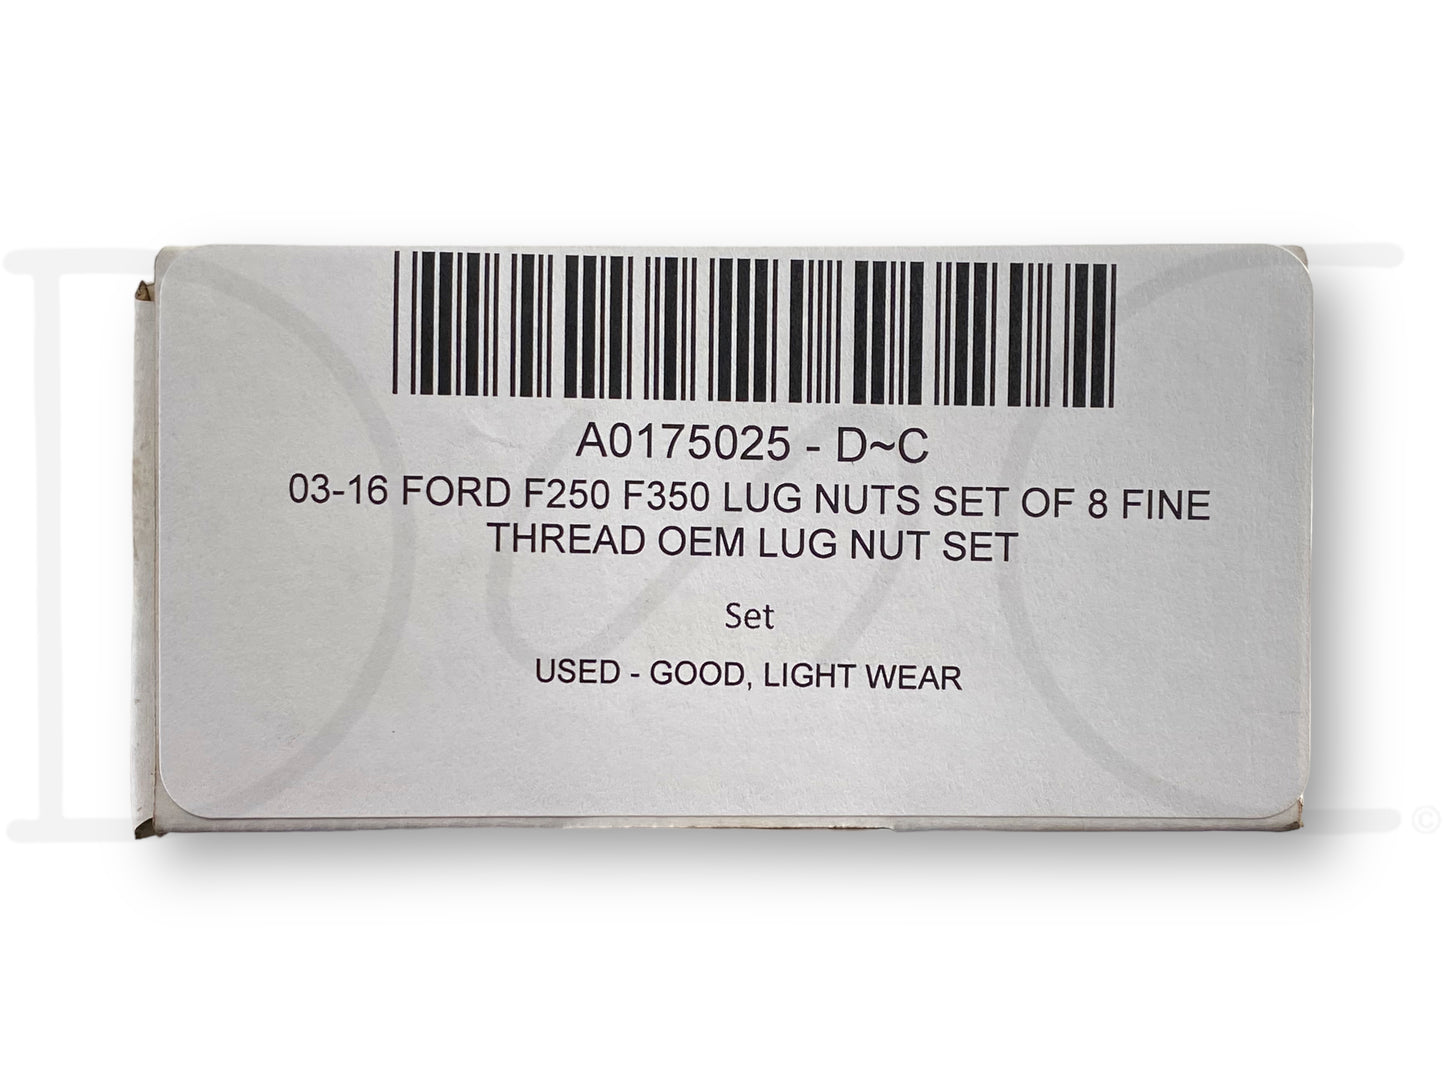 A0175025 - D~C
03-16 FORD F250 F350 LUG NUTS SET OF 8 FINE
THREAD OEM LUG NUT SET
Set
USED - GOOD, LIGHT WEAR
©